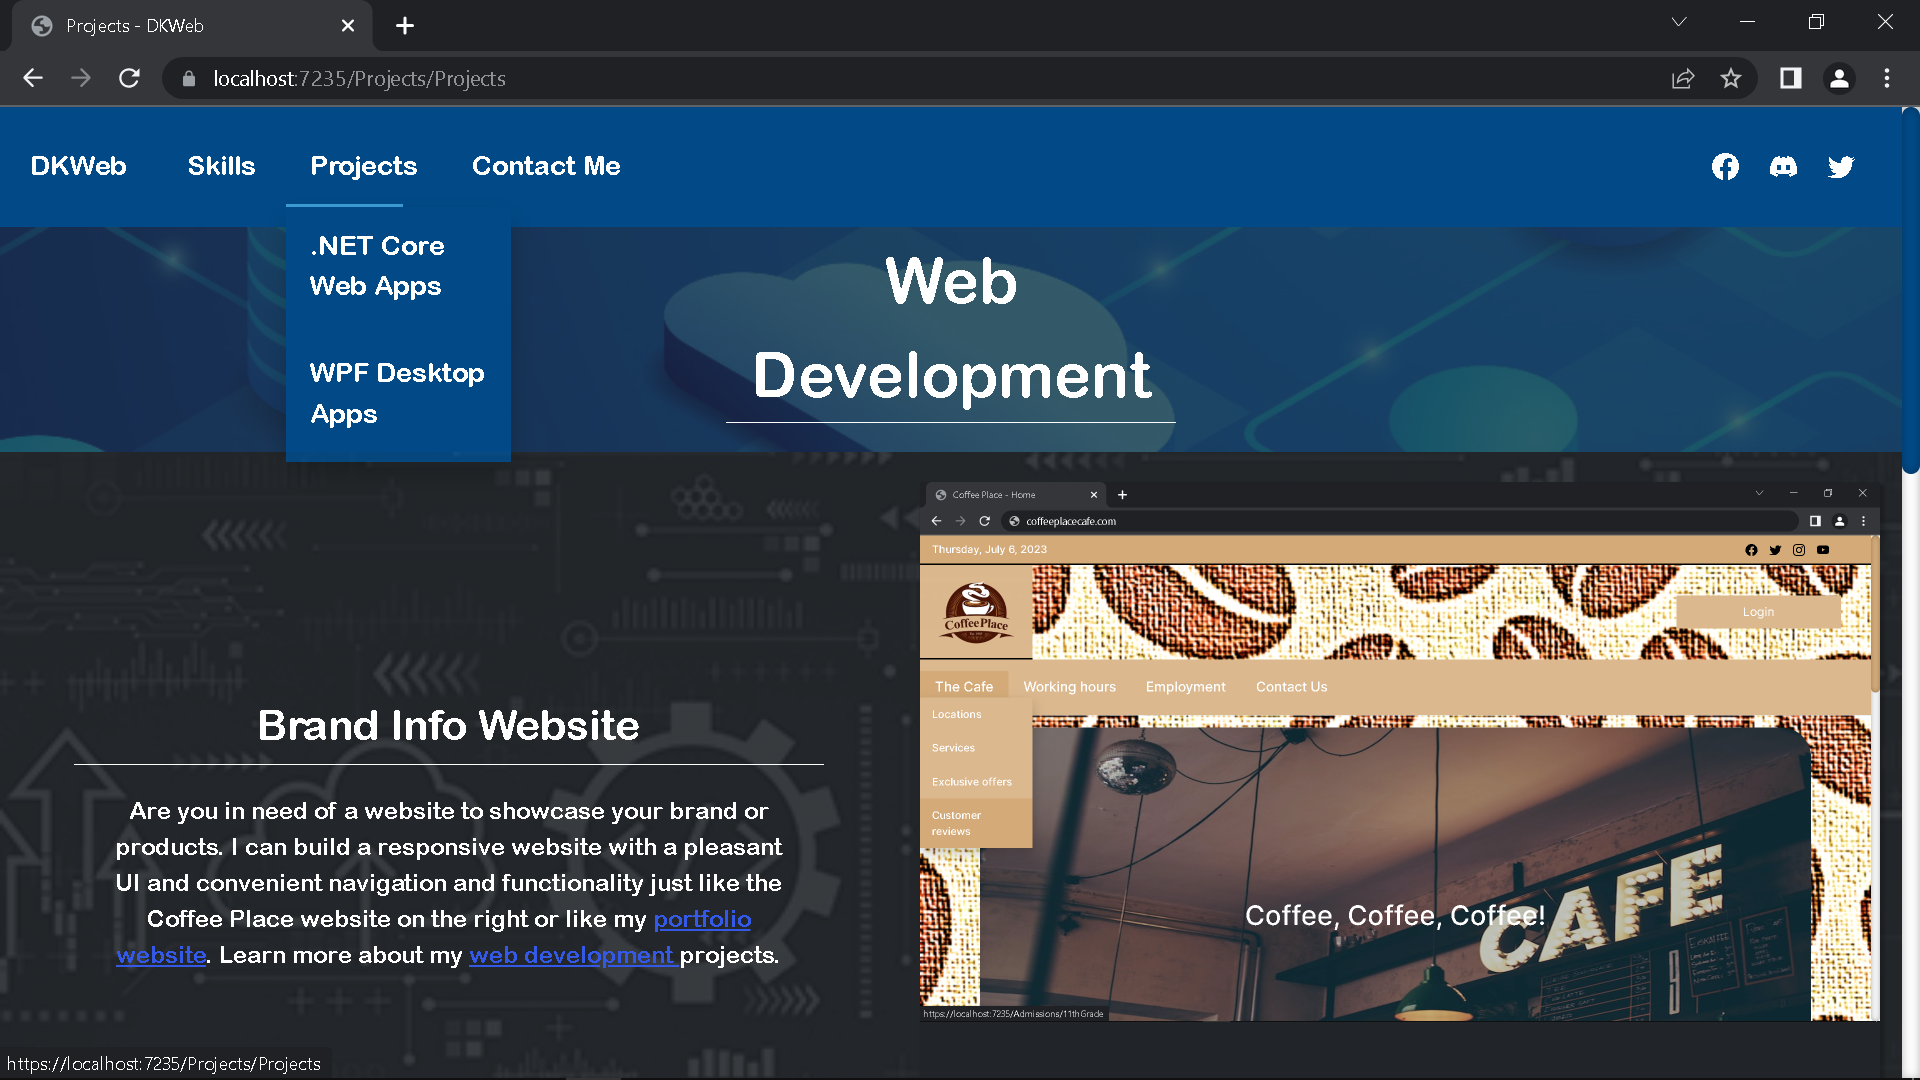 Projects - DKWeb
localhost:7235/Projects/Projects
DKWeb Skills Projects Contact Me
.NET Core
Web Apps
WPF Desktop
Apps
Web
Development
Brand Info Website
Are you in need of a website to showcase your brand or
products. I can build a responsive website with a pleasant
UI and convenient navigation and functionality just like the
Coffee Place website on the right or like my portfolio
website. Learn more about my web development projects.
Coffee Place - Home
coffeeplacecafe.com
Thursday, July 6, 2023
Coffee Place
Login
The Cafe Working hours Employment Contact Us
Locations
Services
Exclusive offers
Customer
reviews
Coffee, Coffee, Coffee!
CAFE
https://localhost:7235/Admissions/11thGrade
https://localhost:7235/Projects/Projects